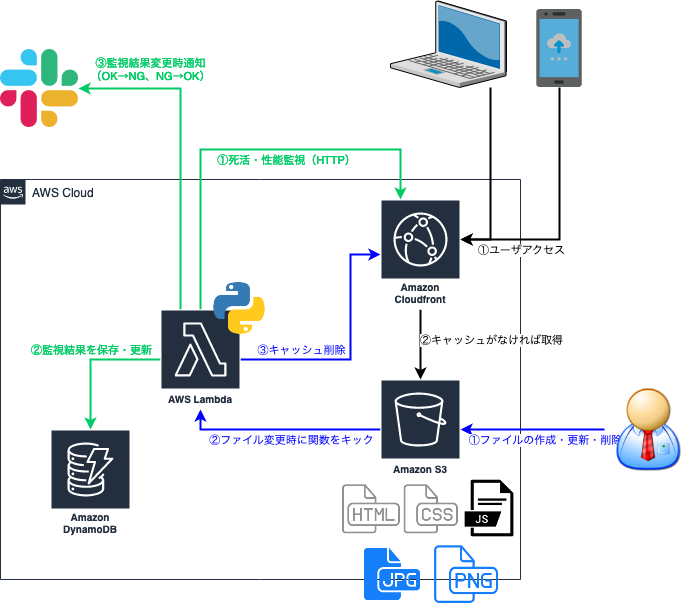 ③監視結果変更時通知
（OK→NG、NG→OK）
①死活・性能監視（HTTP）
aws
AWS Cloud
①ユーザアクセス
Amazon
Cloudfront
②キャッシュがなければ取得
②監視結果を保存・更新
③キャッシュ削除
AWS Lambda
②ファイル変更時に関数をキック
①ファイルの作成・更新・削除
Amazon S3
Amazon
DynamoDB
HTML
CSS
JS
JPG
PNG